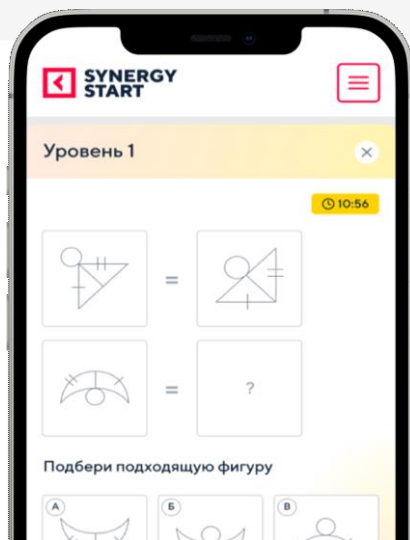 SYNERGY
START
Уровень 1
10:56
=
= ?
Подбери подходящую фигуру
А Б В